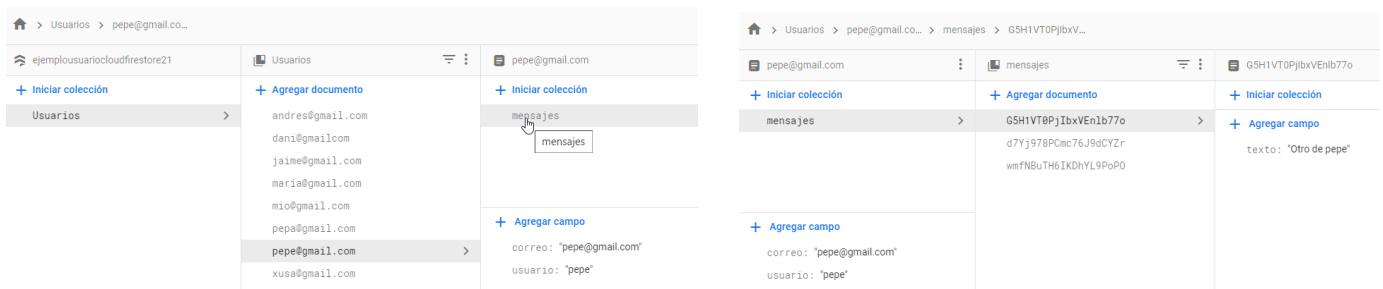 Usuarios > pepe@gmail.co...
ejemplousuariocloudfirestore21
Usuarios
pepe@gmail.com
+ Iniciar colección
+ Agregar documento
+ Iniciar colección
Usuarios
andres@gmail.com
dani@gmailcom
jaime@gmail.com
maria@gmail.com
mio@gmail.com
pepa@gmail.com
pepe@gmail.com
xusa@gmail.com
mensajes
mensajes
+ Agregar campo
correo: "pepe@gmail.com"
usuario: "pepe"
Usuarios > pepe@gmail.co... > mensajes > G5H1VT0PjIbxV...
pepe@gmail.com
mensajes
G5H1VT0PjIbxVEnlb77o
+ Iniciar colección
+ Agregar documento
+ Iniciar colección
mensajes
G5H1VT0PjIbxVEnlb77o
d7Yj978PCmc76J9dCYZr
wmfNBuTH6IKDhYL9PoPO
+ Agregar campo
texto: "Otro de pepe"
+ Agregar campo
correo: "pepe@gmail.com"
usuario: "pepe"